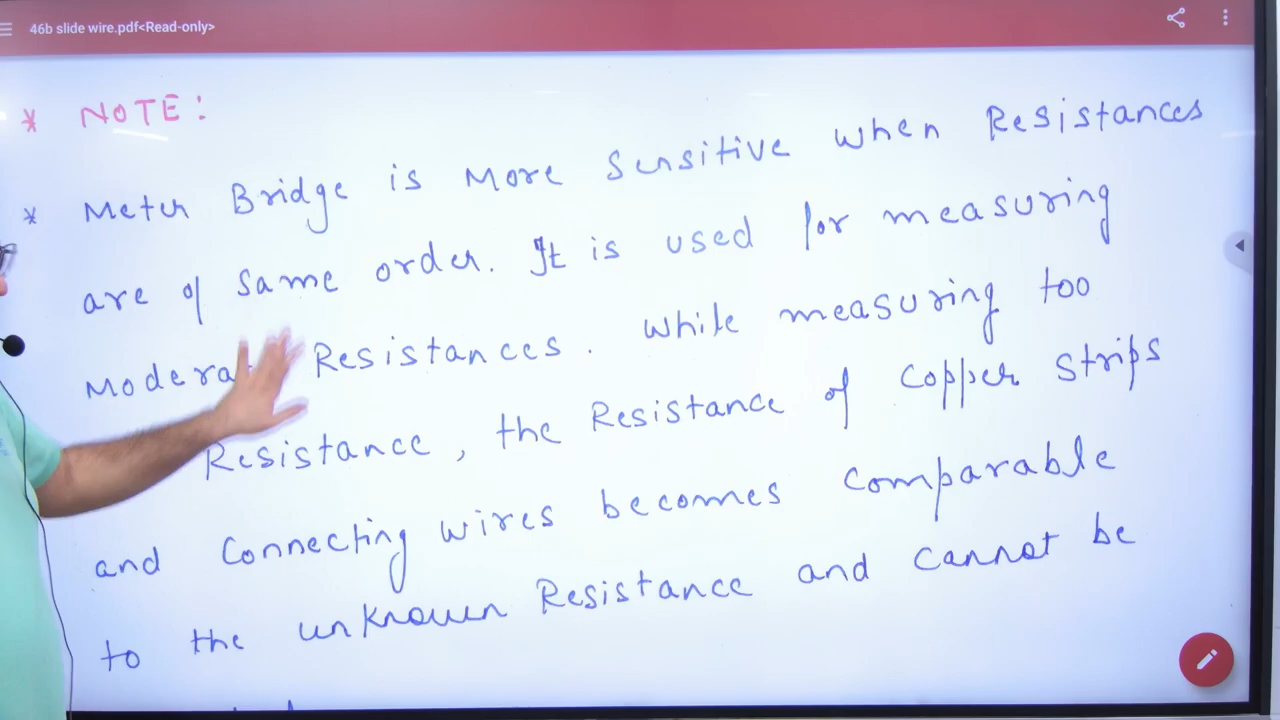 46b slide wire.pdf<Read-only>
* NOTE:
* Meter Bridge is More Sensitive when Resistances
are of same order. It is used for measuring
Resistances. While measuring too
Resistance, the Resistance of copper strips
and connecting wires becomes comparable
to the unknown Resistance and cannot be